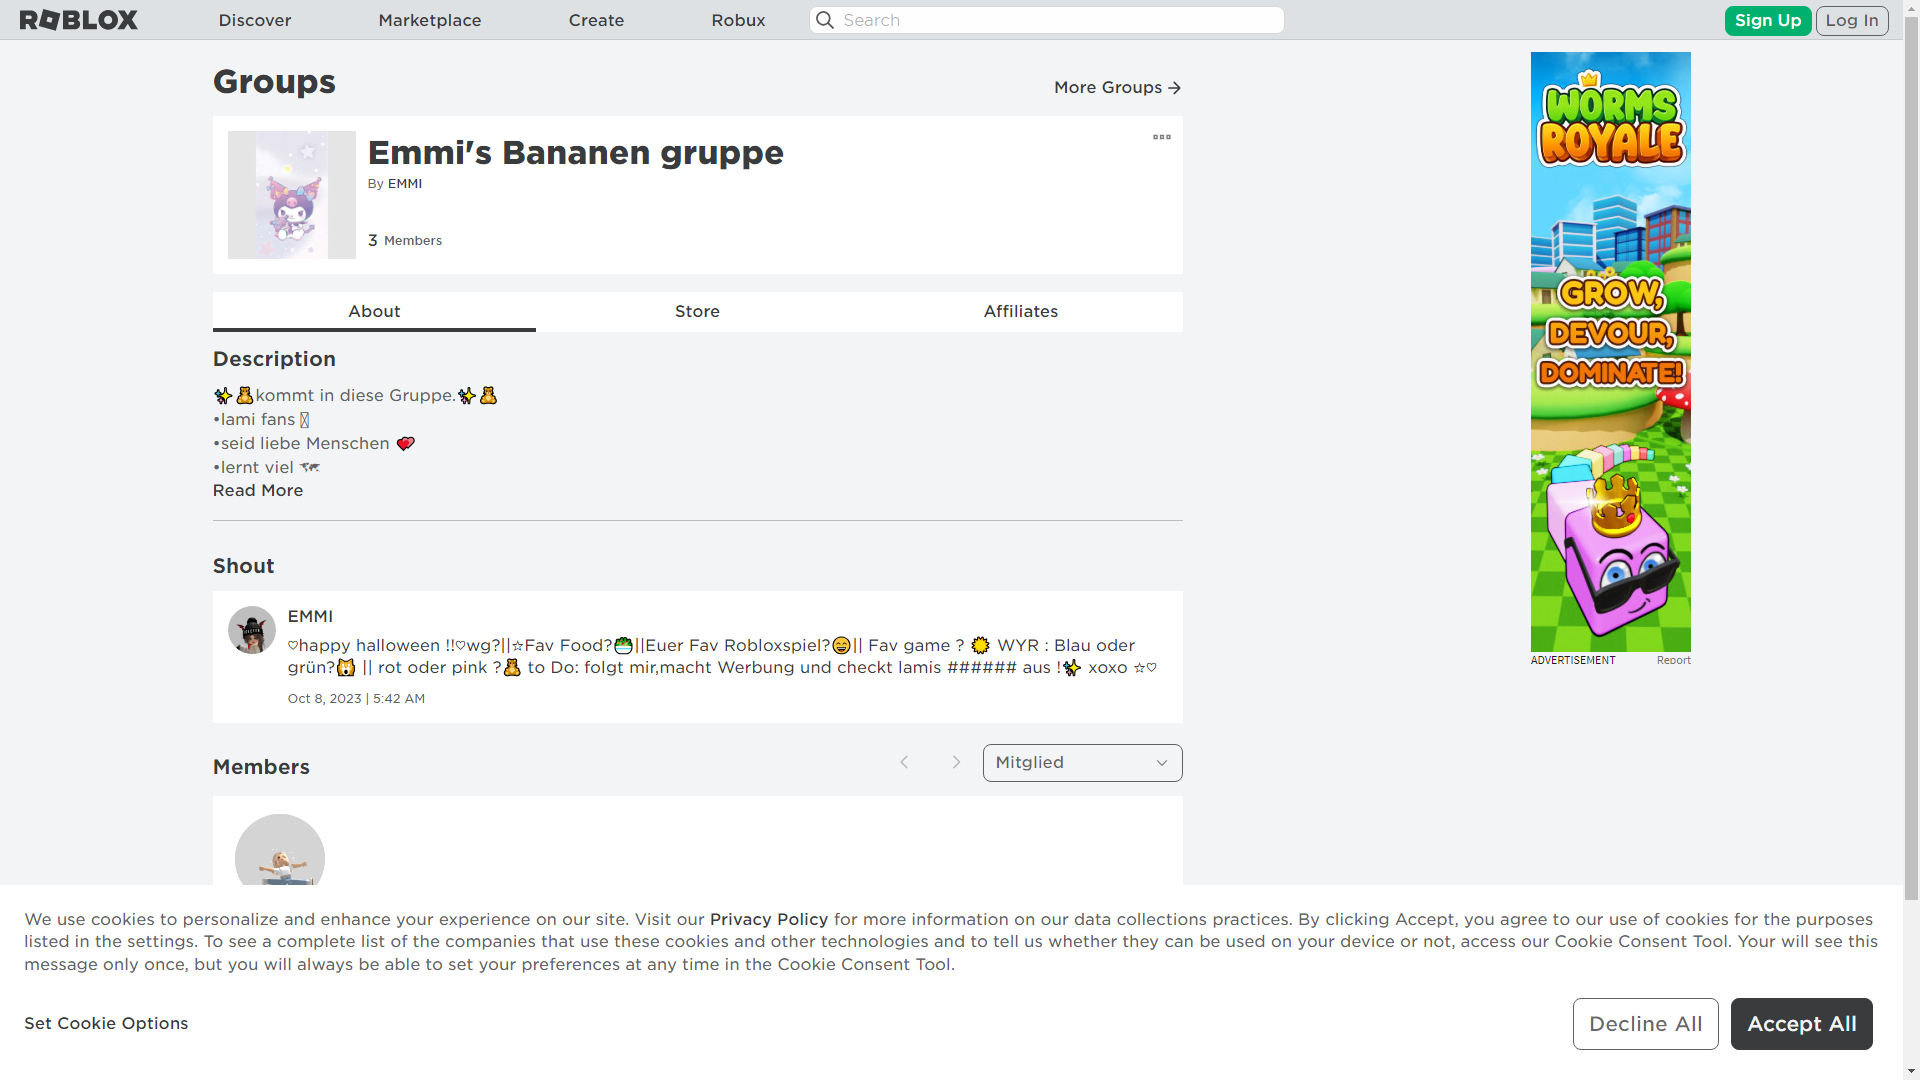 ROBLOX Discover Marketplace Create Robux Search Sign Up Log In
Groups
More Groups
Emmi's Bananen gruppe
By EMMI
3 Members
About Store Affiliates
Description
✨🧸kommt in diese Gruppe.✨🧸
•lami fans
•seid liebe Menschen 💕
•lernt viel 🗺
Read More
Shout
EMMI
♡happy halloween !!♡wg?||☆Fav Food?🥗||Euer Fav Robloxspiel?😄|| Fav game ? 🌞 WYR : Blau oder
grün?🐯 || rot oder pink ?🧸 to Do: folgt mir,macht Werbung und checkt lamis ###### aus !✨ xoxo ☆♡
Oct 8, 2023 | 5:42 AM
Members
Mitglied
WORMS
ROYALE
GROW,
DEVOUR,
DOMINATE!
ADVERTISEMENT Report
We use cookies to personalize and enhance your experience on our site. Visit our Privacy Policy for more information on our data collections practices. By clicking Accept, you agree to our use of cookies for the purposes
listed in the settings. To see a complete list of the companies that use these cookies and other technologies and to tell us whether they can be used on your device or not, access our Cookie Consent Tool. Your will see this
message only once, but you will always be able to set your preferences at any time in the Cookie Consent Tool.
Set Cookie Options
Decline All
Accept All